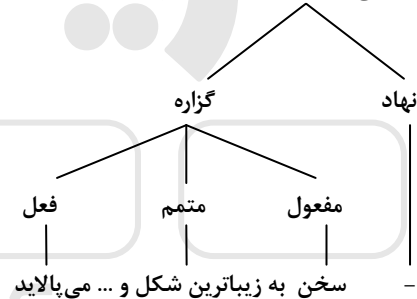 نهاد گزاره
مفعول متمم فعل
- سخن به زیباترین شکل و ... می‌پالاید